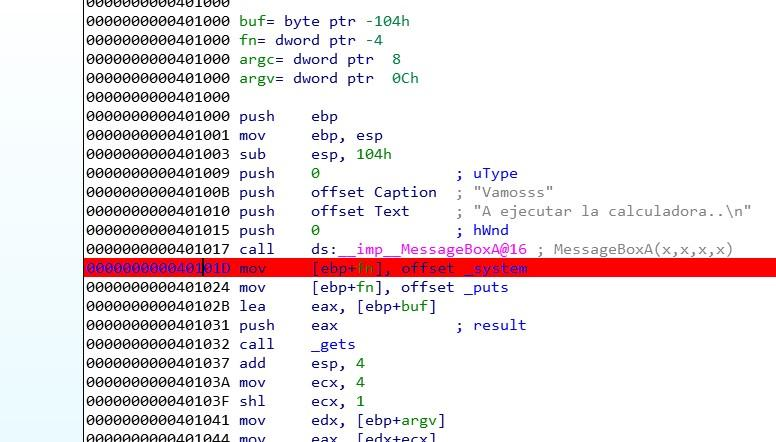 0000000000401000
0000000000401000 buf= byte ptr -104h
0000000000401000 fn= dword ptr -4
0000000000401000 argc= dword ptr  8
0000000000401000 argv= dword ptr  0Ch
0000000000401000
0000000000401000 push    ebp
0000000000401001 mov     ebp, esp
0000000000401003 sub     esp, 104h
0000000000401009 push    0               ; uType
000000000040100B push    offset Caption  ; "Vamosss"
0000000000401010 push    offset Text     ; "A ejecutar la calculadora..\n"
0000000000401015 push    0               ; hWnd
0000000000401017 call    ds:__imp__MessageBoxA@16 ; MessageBoxA(x,x,x,x)
000000000040101D mov     [ebp+fn], offset _system
0000000000401024 mov     [ebp+fn], offset _puts
000000000040102B lea     eax, [ebp+buf]
0000000000401031 push    eax             ; result
0000000000401032 call    _gets
0000000000401037 add     esp, 4
000000000040103A mov     ecx, 4
000000000040103F shl     ecx, 1
0000000000401041 mov     edx, [ebp+argv]
0000000000401044 mov     eax, [edx+ecx]